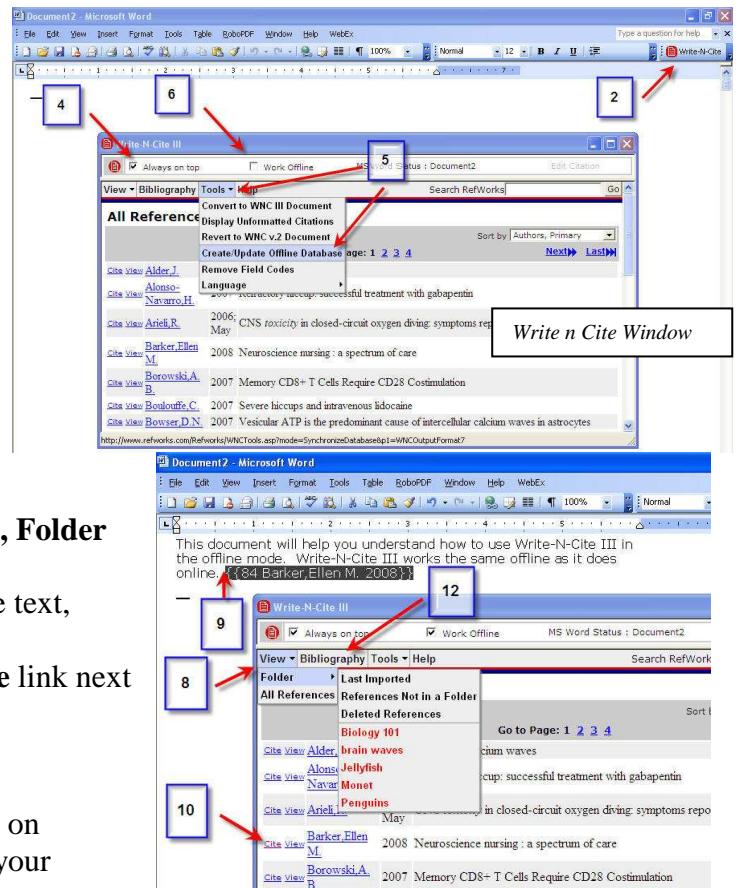 Document2 - Microsoft Word
File Edit View Insert Format Tools Table RoboPDF Window Help WebEx Type a question for help
100% Normal 12 B I U Write-N-Cite
4
6
2
Write-N-Cite III
5
Always on top Work Offline MS Word Status : Document2 Edit Citation
View Bibliography Tools Help Search RefWorks Go
Convert to WNC III Document
All Reference
Display Unformatted Citations
Revert to WNC v.2 Document Sort by Authors, Primary
Create/Update Offline Database age: 1 2 3 4 Next Last
Cite View Alder,J. Remove Field Codes
Language
Cite View Alonso-Navarro,H. 2007 Refractory hiccup: successful treatment with gabapentin
Cite View Arieli,R. 2006; May CNS toxicity in closed-circuit oxygen diving: symptoms rep
Write n Cite Window
Cite View Barker,Ellen M. 2008 Neuroscience nursing : a spectrum of care
Cite View Borowski,A. B. 2007 Memory CD8+ T Cells Require CD28 Costimulation
Cite View Boulouffe,C. 2007 Severe hiccups and intravenous lidocaine
Cite View Bowser,D.N. 2007 Vesicular ATP is the predominant cause of intercellular calcium waves in astrocytes
http://www.refworks.com/Refworks/WNCTools.asp?mode=SynchronizeDatabase&p1=WNCOutputFormat7
, Folder
e text,
e link next
on
your
Document2 - Microsoft Word
File Edit View Insert Format Tools Table RoboPDF Window Help WebEx
100% Normal
This document will help you understand how to use Write-N-Cite III in
the offline mode. Write-N-Cite III works the same offline as it does
online. {{84 Barker,Ellen M. 2008}}
12
9
Write-N-Cite III
Always on top Work Offline MS Word Status : Document2
8
View Bibliography Tools Help Search RefWork
Folder Last Imported
All References References Not in a Folder
Deleted References Sort b
Biology 101 Go to Page: 1 2 3 4
Cite View Alder, brain waves cium waves
Cite View Alonso Navar Jellyfish cup: successful treatment with gabapentin
Monet
10
Penguins
Cite View Arieli, May in closed-circuit oxygen diving: symptoms repo
Cite View Barker,Ellen M. 2008 Neuroscience nursing : a spectrum of care
Cite View Borowski,A. B. 2007 Memory CD8+ T Cells Require CD28 Costimulation